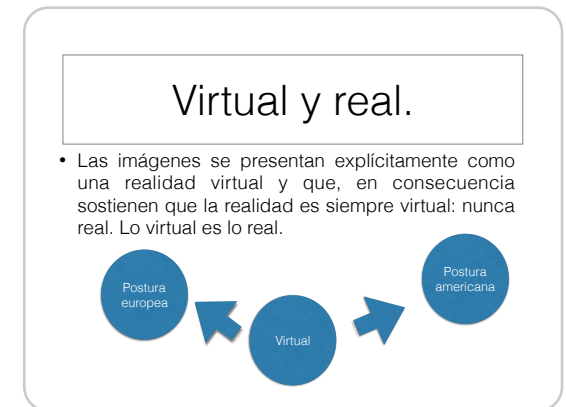 Virtual y real.
• Las imágenes se presentan explícitamente como
una realidad virtual y que, en consecuencia
sostienen que la realidad es siempre virtual: nunca
real. Lo virtual es lo real.
Postura
europea
Virtual
Postura
americana